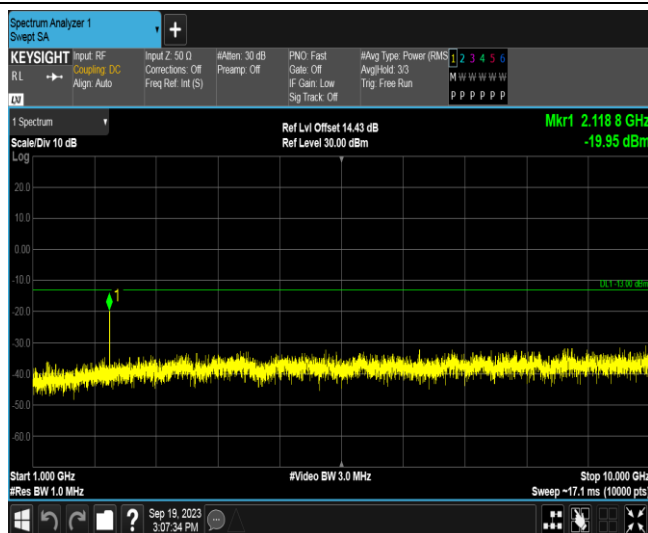 Spectrum Analyzer 1
Swept SA
+
KEYSIGHT
RL
LXI
Input: RF
Coupling: DC
Align: Auto
Input Z: 50 Ω
Corrections: Off
Freq Ref: Int (S)
#Atten: 30 dB
Preamp: Off
PNO: Fast
Gate: Off
IF Gain: Low
Sig Track: Off
#Avg Type: Power (RMS
Avg|Hold: 3/3
Trig: Free Run
1 2 3 4 5 6
M W W W W W
P P P P P P
1 Spectrum
Scale/Div 10 dB
Log
Ref Lvl Offset 14.43 dB
Ref Level 30.00 dBm
Mkr1 2.118 8 GHz
-19.95 dBm
20.0
10.0
0.00
-10.0
DL1 -13.00 dBm
1
-20.0
-30.0
-40.0
-50.0
-60.0
Start 1.000 GHz
#Res BW 1.0 MHz
#Video BW 3.0 MHz
Stop 10.000 GHz
Sweep ~17.1 ms (10000 pts)
?
Sep 19, 2023
3:07:34 PM